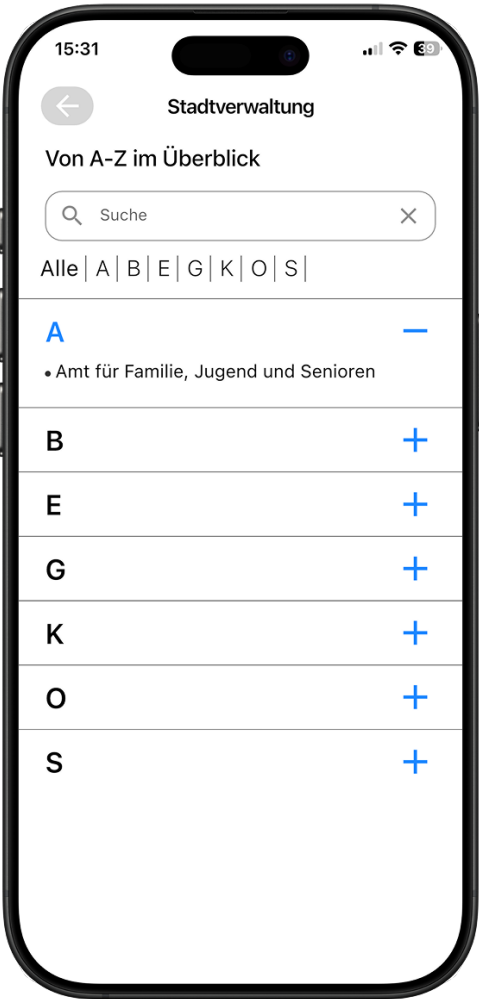 15:31
39
Stadtverwaltung
Von A-Z im Überblick
Suche
Alle | A | B | E | G | K | O | S |
A
• Amt für Familie, Jugend und Senioren
B
E
G
K
O
S